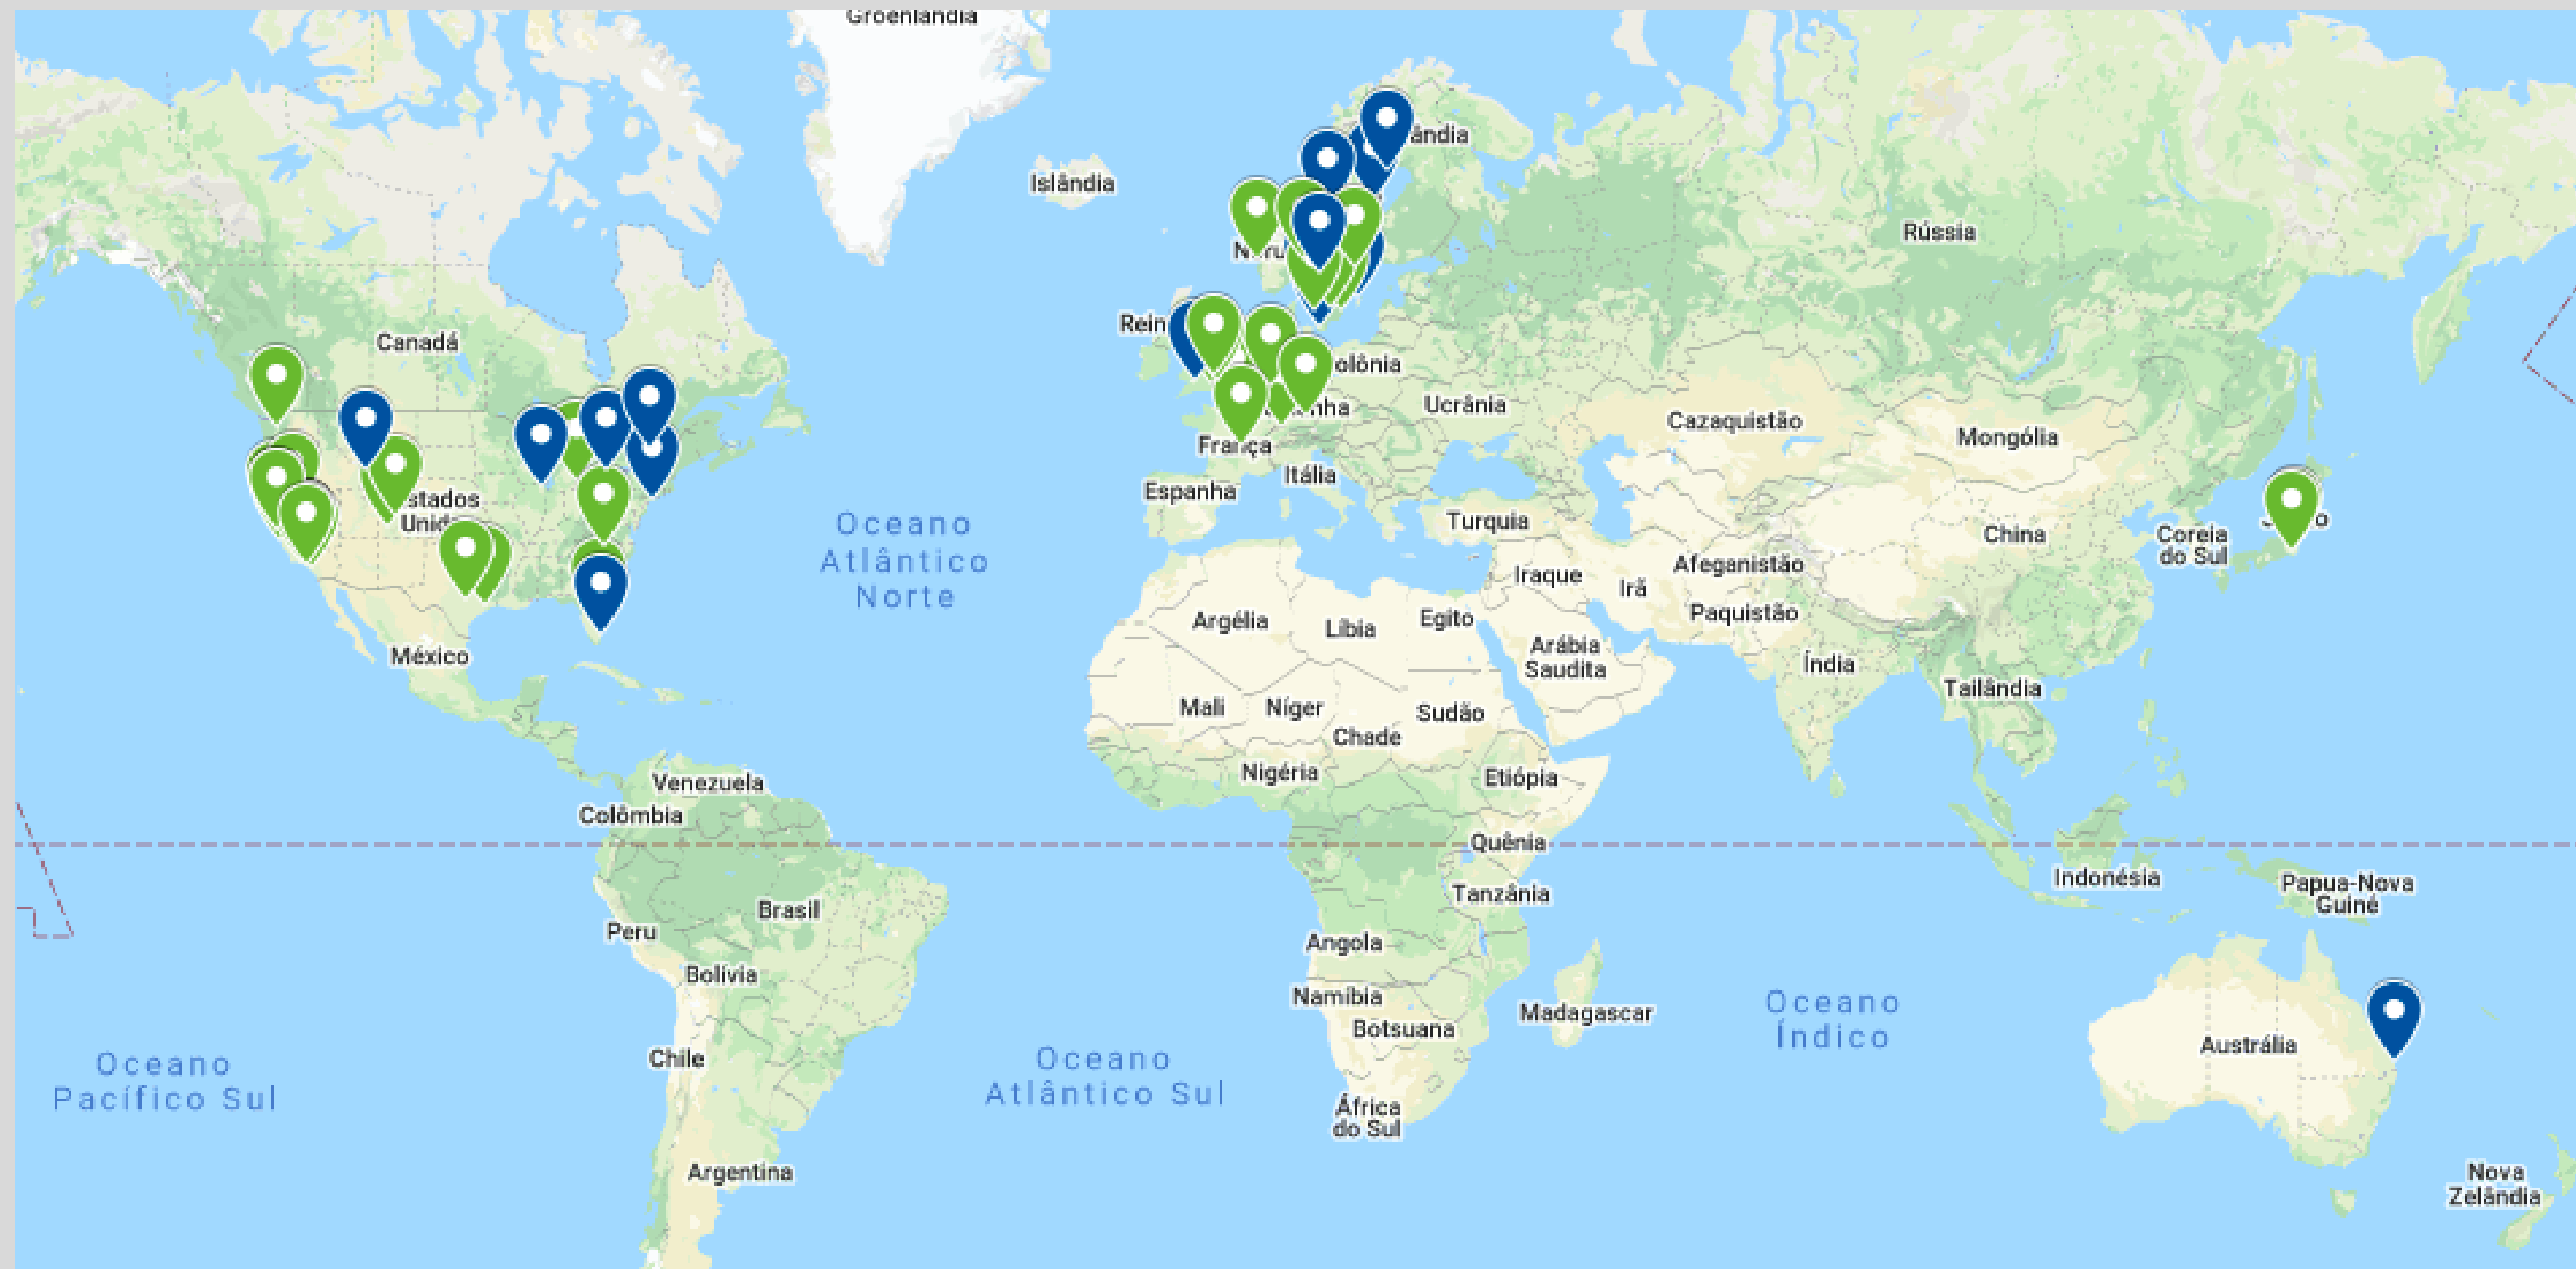 Groenlândia
Islândia
ândia
Rússia
Rein
Canadá
olônia
Ucrânia
nha
França
Itália
Espanha
Cazaquistão
Mongólia
stados
Unid
Turquia
China
Coreia
do Sul
Oceano
Atlântico
Norte
Iraque
Irã
Afeganistão
Paquistão
Argélia
Líbia
Egito
Arábia
Saudita
Índia
Tailândia
México
Mali
Níger
Sudão
Chade
Nigéria
Etiópia
Venezuela
Colômbia
Quênia
Tanzânia
Indonésia
Papua-Nova
Guiné
Brasil
Peru
Angola
Bolívia
Namíbia
Botsuana
Madagascar
Oceano
Índico
Austrália
Chile
Oceano
Pacífico Sul
Oceano
Atlântico Sul
África
do Sul
Argentina
Nova
Zelândia